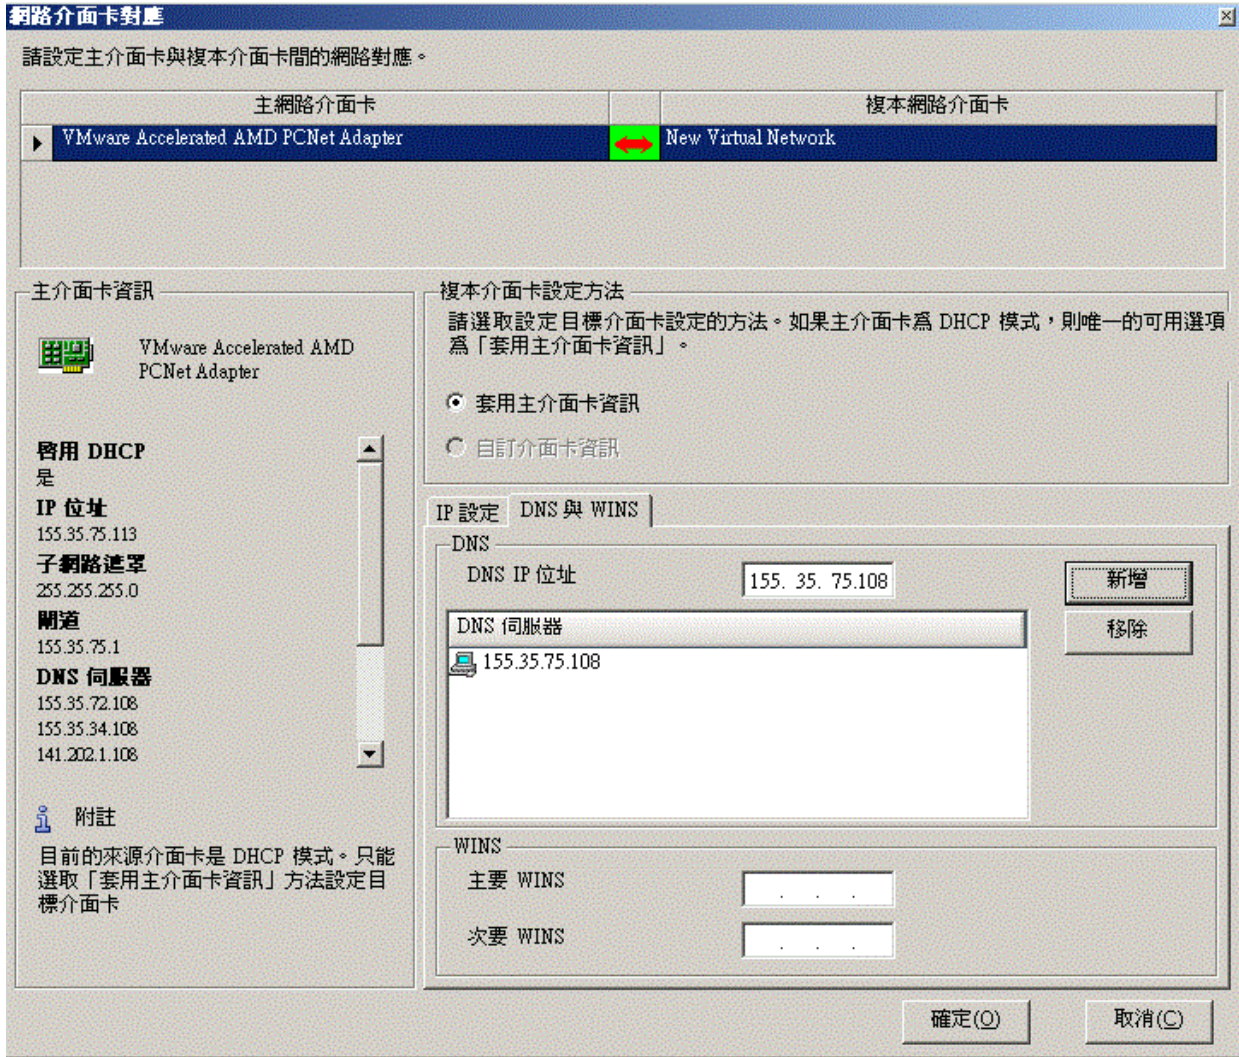 網路介面卡對應
請設定主介面卡與複本介面卡間的網路對應。
主網路介面卡
複本網路介面卡
VMware Accelerated AMD PCNet Adapter
New Virtual Network
主介面卡資訊
VMware Accelerated AMD
PCNet Adapter
啓用 DHCP
是
IP 位址
155.35.75.113
子網路遮罩
255.255.255.0
閘道
155.35.75.1
DNS 伺服器
155.35.72.108
155.35.34.108
141.202.1.108
附註
目前的來源介面卡是 DHCP 模式。只能
選取「套用主介面卡資訊」方法設定目
標介面卡
複本介面卡設定方法
請選取設定目標介面卡設定的方法。如果主介面卡爲 DHCP 模式，則唯一的可用選項
爲「套用主介面卡資訊」。
套用主介面卡資訊
自訂介面卡資訊
IP 設定
DNS 與 WINS
DNS
DNS IP 位址
155. 35. 75.108
新增
DNS 伺服器
移除
155.35.75.108
WINS
主要 WINS
次要 WINS
確定(O)
取消(C)